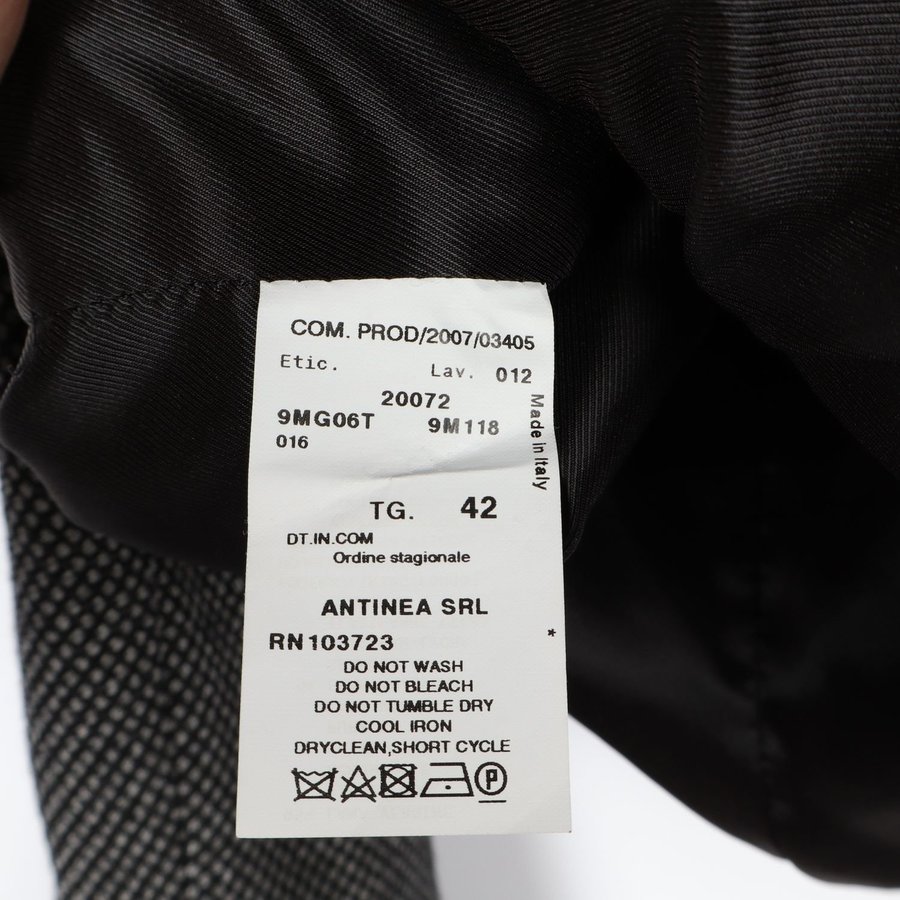 COM. PROD/2007/03405
Etic. Lav. 012
20072
9MG06T 9M118
016
Made in Italy
TG. 42
DT.IN.COM
Ordine stagionale
ANTINEA SRL
RN103723 *
DO NOT WASH
DO NOT BLEACH
DO NOT TUMBLE DRY
COOL IRON
DRYCLEAN,SHORT CYCLE
P